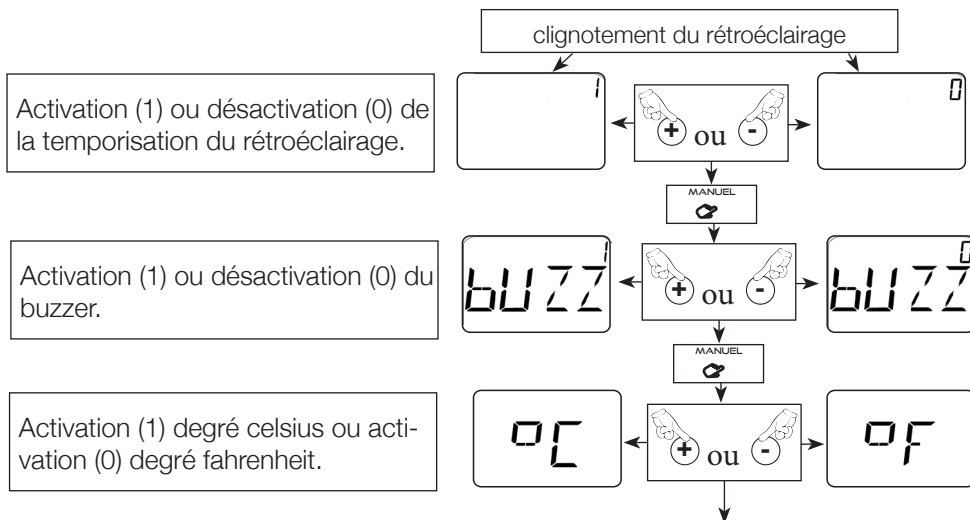 clignotement du rétroéclairage
Activation (1) ou désactivation (0) de
la temporisation du rétroéclairage.
1
+ ou -
0
MANUEL
Activation (1) ou désactivation (0) du
buzzer.
1
bUZZ
+ ou -
0
bUZZ
MANUEL
Activation (1) degré celsius ou acti-
vation (0) degré fahrenheit.
°C
+ ou -
°F